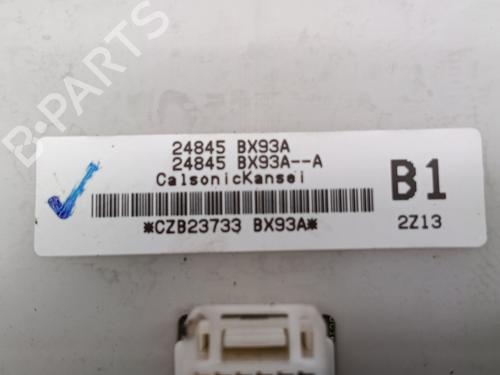 24845 BX93A
24845 BX93A--A
CalsonicKansei
B1
*CZB23733 BX93A*
2Z13
B-PARTS